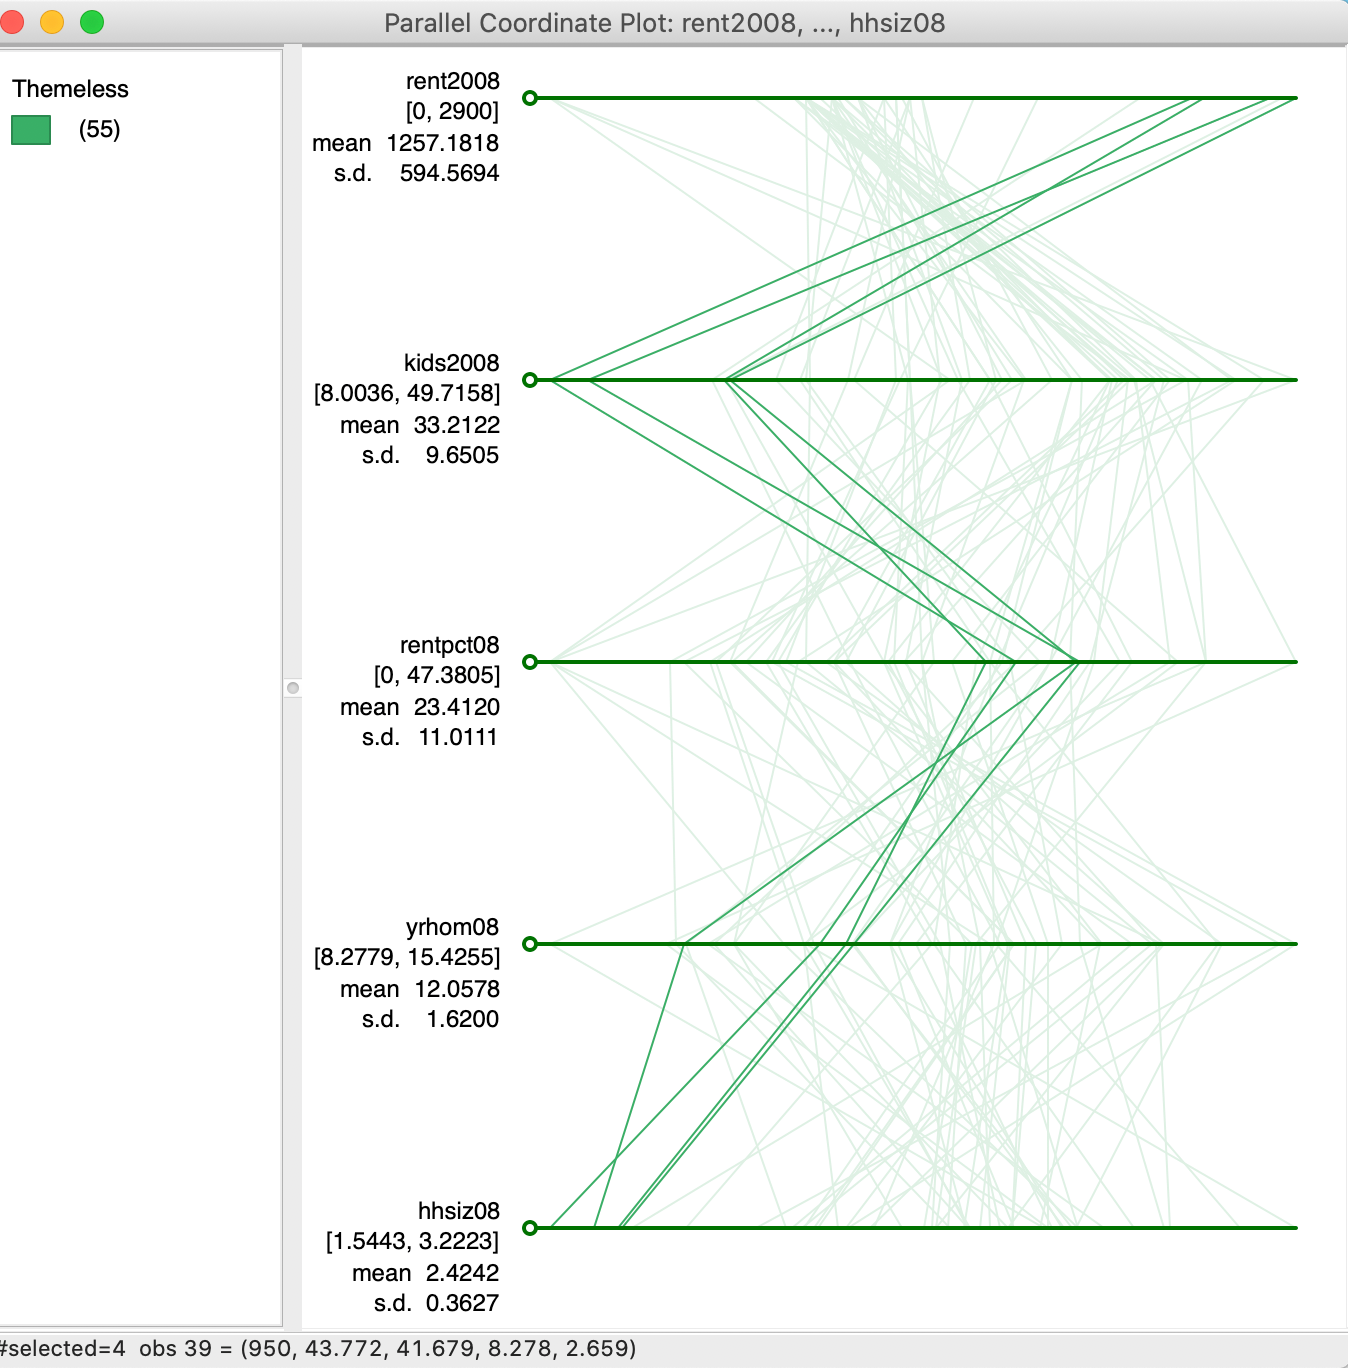 Parallel Coordinate Plot: rent2008, ..., hhsiz08
Themeless
(55)
rent2008
[0, 2900]
mean 1257.1818
s.d. 594.5694
kids2008
[8.0036, 49.7158]
mean 33.2122
s.d. 9.6505
rentpct08
[0, 47.3805]
mean 23.4120
s.d. 11.0111
yrhom08
[8.2779, 15.4255]
mean 12.0578
s.d. 1.6200
hhsiz08
[1.5443, 3.2223]
mean 2.4242
s.d. 0.3627
#selected=4 obs 39 = (950, 43.772, 41.679, 8.278, 2.659)